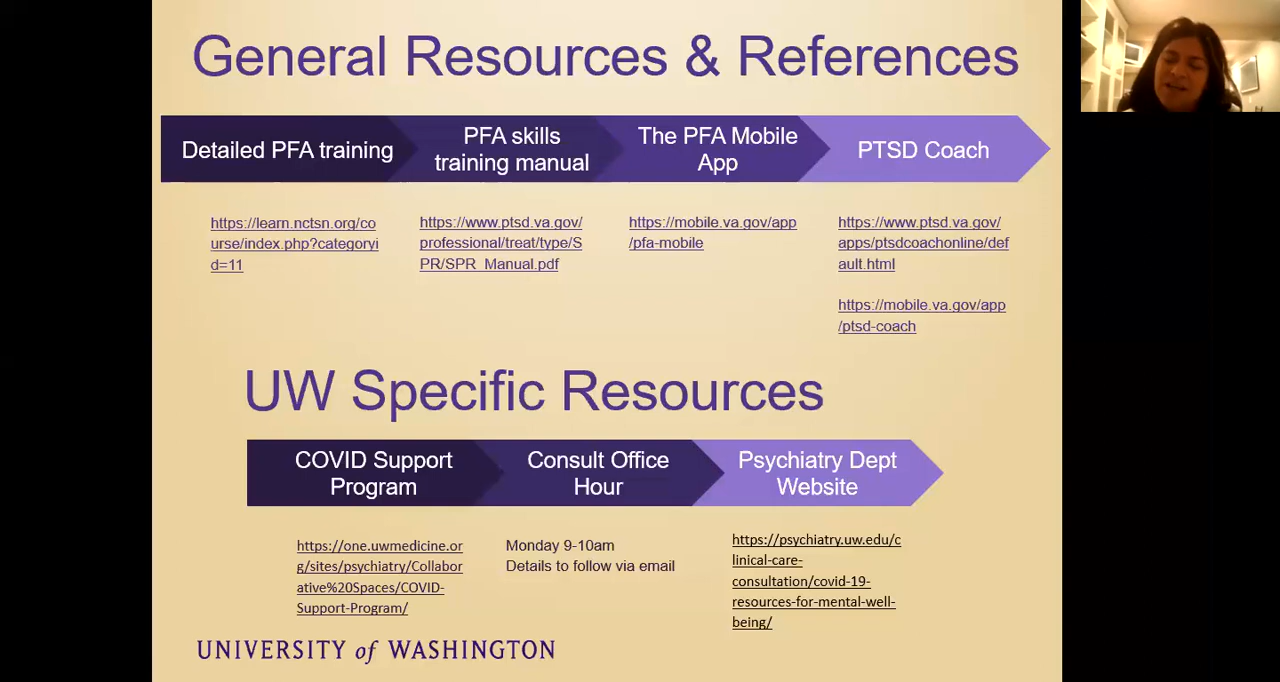 General Resources & References
Detailed PFA training
PFA skills
training manual
The PFA Mobile
App
PTSD Coach
https://learn.nctsn.org/co
urse/index.php?categoryi
d=11
https://www.ptsd.va.gov/
professional/treat/type/S
PR/SPR_Manual.pdf
https://mobile.va.gov/app
/pfa-mobile
https://www.ptsd.va.gov/
apps/ptsdcoachonline/def
ault.html
https://mobile.va.gov/app
/ptsd-coach
UW Specific Resources
COVID Support
Program
Consult Office
Hour
Psychiatry Dept
Website
https://one.uwmedicine.or
g/sites/psychiatry/Collabor
ative%20Spaces/COVID-
Support-Program/
Monday 9-10am
Details to follow via email
https://psychiatry.uw.edu/c
linical-care-
consultation/covid-19-
resources-for-mental-well-
being/
UNIVERSITY of WASHINGTON